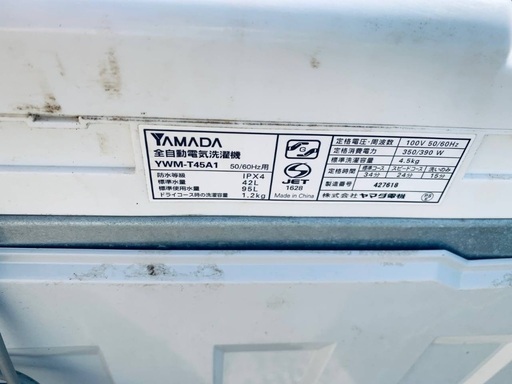 YAMADA
全自動電気洗濯機
YWM-T45A1 50/60Hz用
防水等級 IPX4
標準水量 42L
標準使用水量 95L
ドライコース時の洗濯容量 1.2kg
G
S
JET
1628
Made in China
定格電圧・周波数 100V 50/60Hz
定格消費電力 350/390 W
標準洗濯容量 4.5kg
定格時間 標準コース スピードコース 洗いのみ
34分 24分 15分
製造番号 427618
株式会社 ヤマダ電機